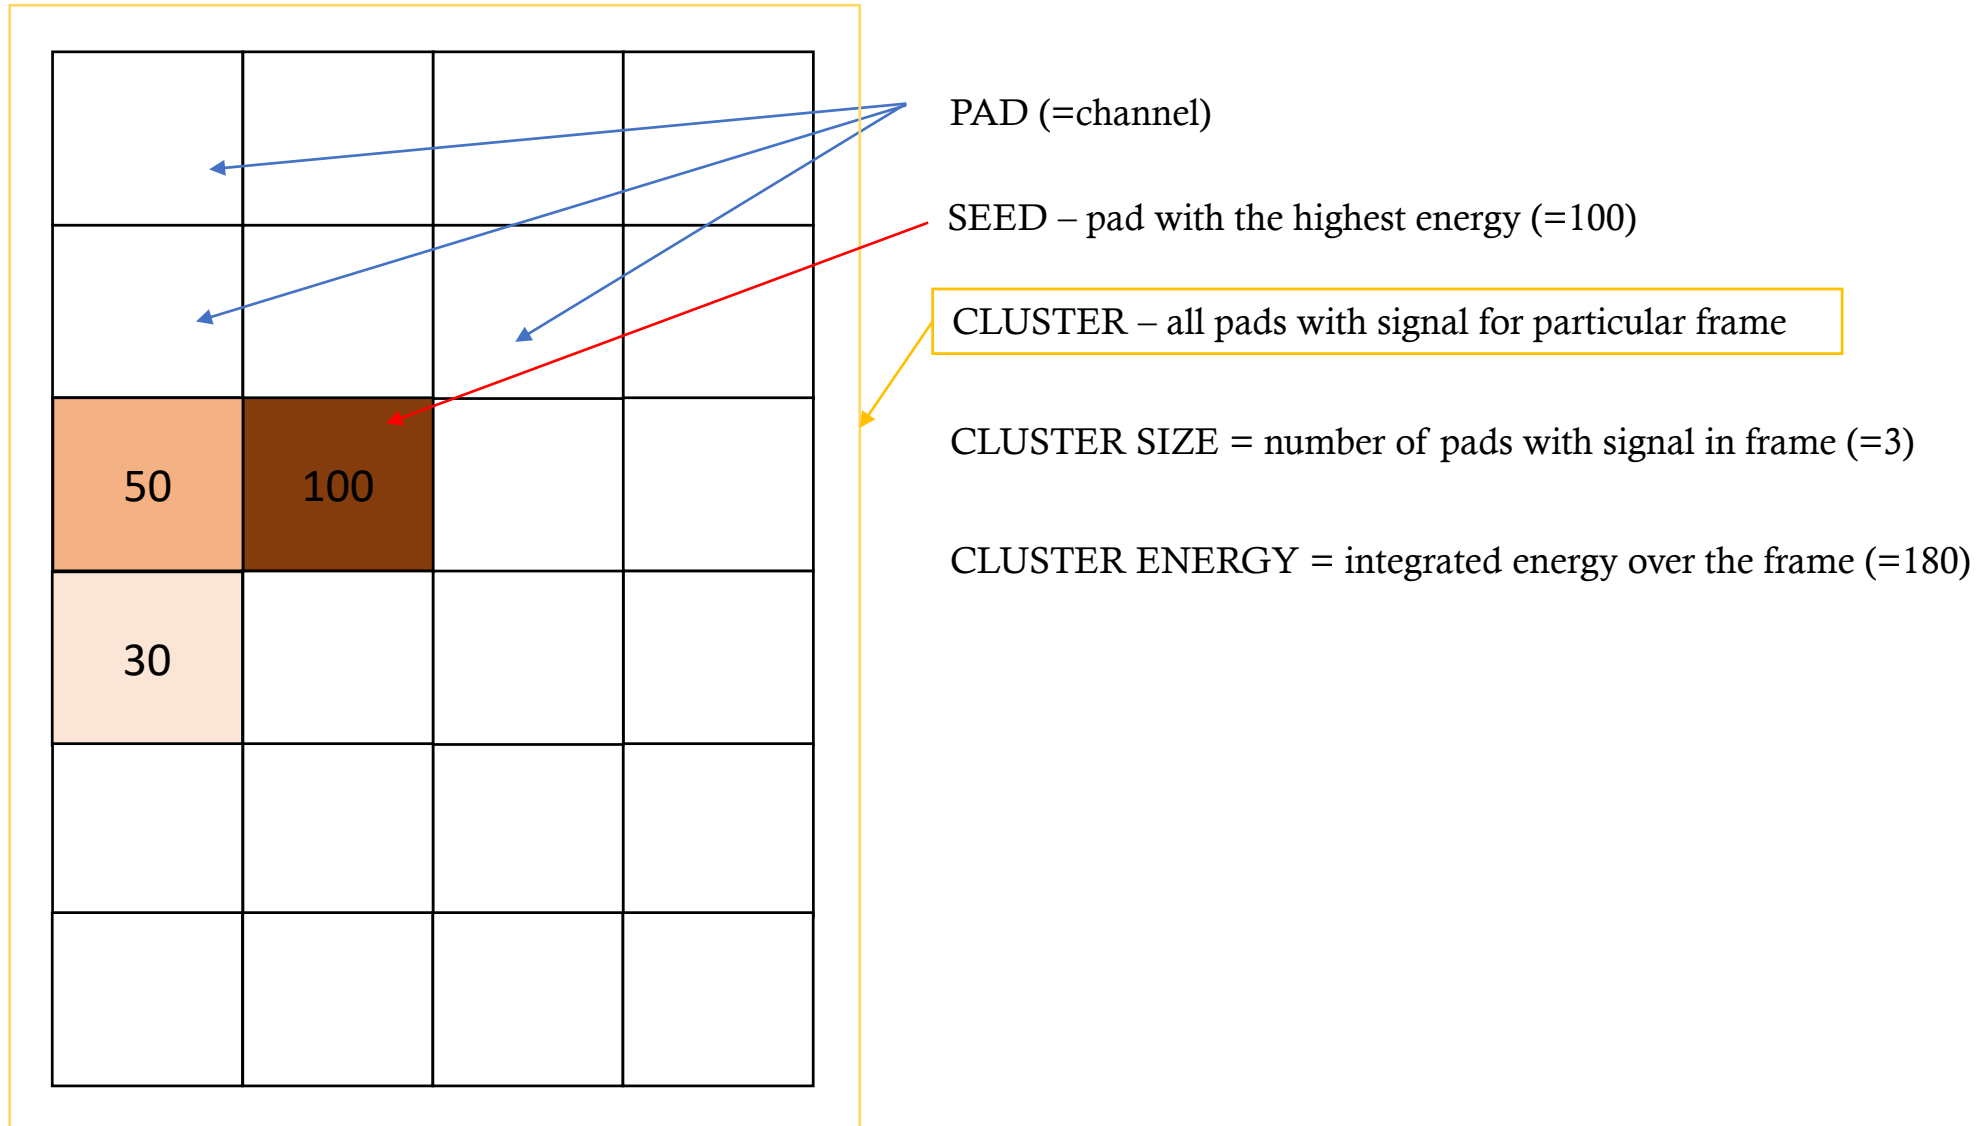 PAD (=channel)
SEED – pad with the highest energy (=100)
CLUSTER – all pads with signal for particular frame
CLUSTER SIZE = number of pads with signal in frame (=3)
50 100
CLUSTER ENERGY = integrated energy over the frame (=180)
30